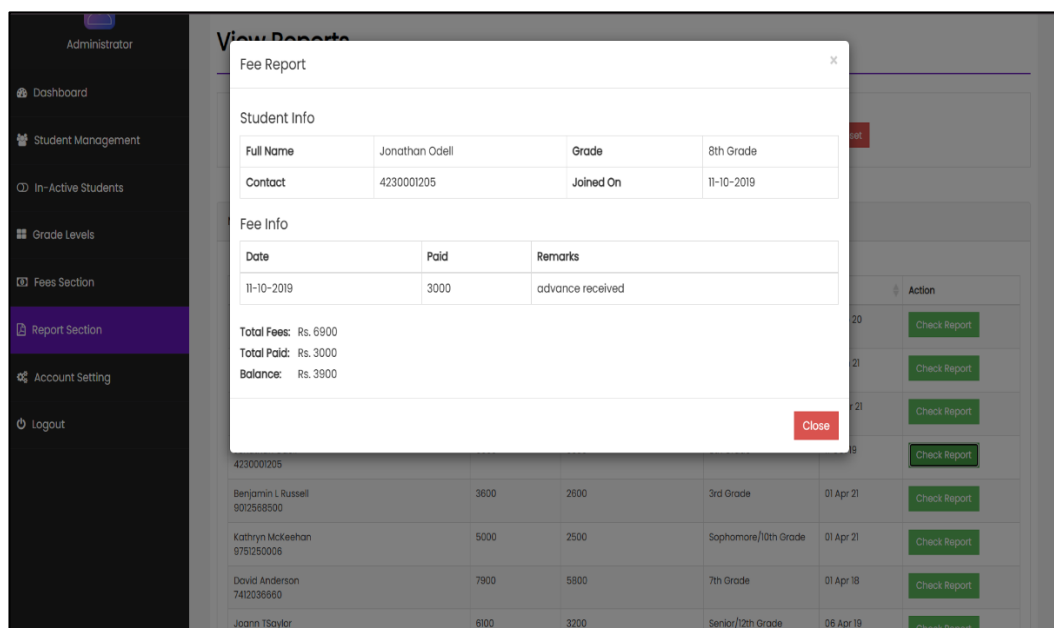 Administrator
Dashboard
Student Management
In-Active Students
Grade Levels
Fees Section
Report Section
Account Setting
Logout
View Reports
Fee Report x
Student Info
Full Name Jonathan Odell Grade 8th Grade
Contact 4230001205 Joined On 11-10-2019
Fee Info
Date Paid Remarks
11-10-2019 3000 advance received
Total Fees: Rs. 6900
Total Paid: Rs. 3000
Balance: Rs. 3900
Close
Action
20 Check Report
21 Check Report
21 Check Report
4230001205 19 Check Report
Benjamin L Russell 3600 2600 3rd Grade 01 Apr 21 Check Report
9012568500
Kathryn McKeehan 5000 2500 Sophomore/10th Grade 01 Apr 21 Check Report
9751250006
David Anderson 7900 5800 7th Grade 01 Apr 18 Check Report
7412036660
Joann TSaylor 6100 3200 Senior/12th Grade 06 Apr 19 Check Report